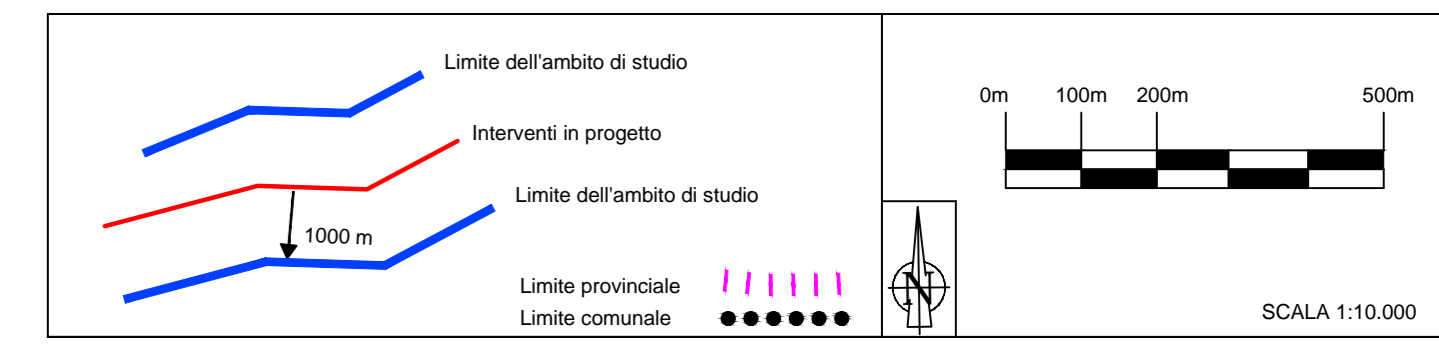 Limite dell'ambito di studio
Interventi in progetto
Limite dell'ambito di studio
1000 m
Limite provinciale
Limite comunale
0m 100m 200m 500m
N
SCALA 1:10.000